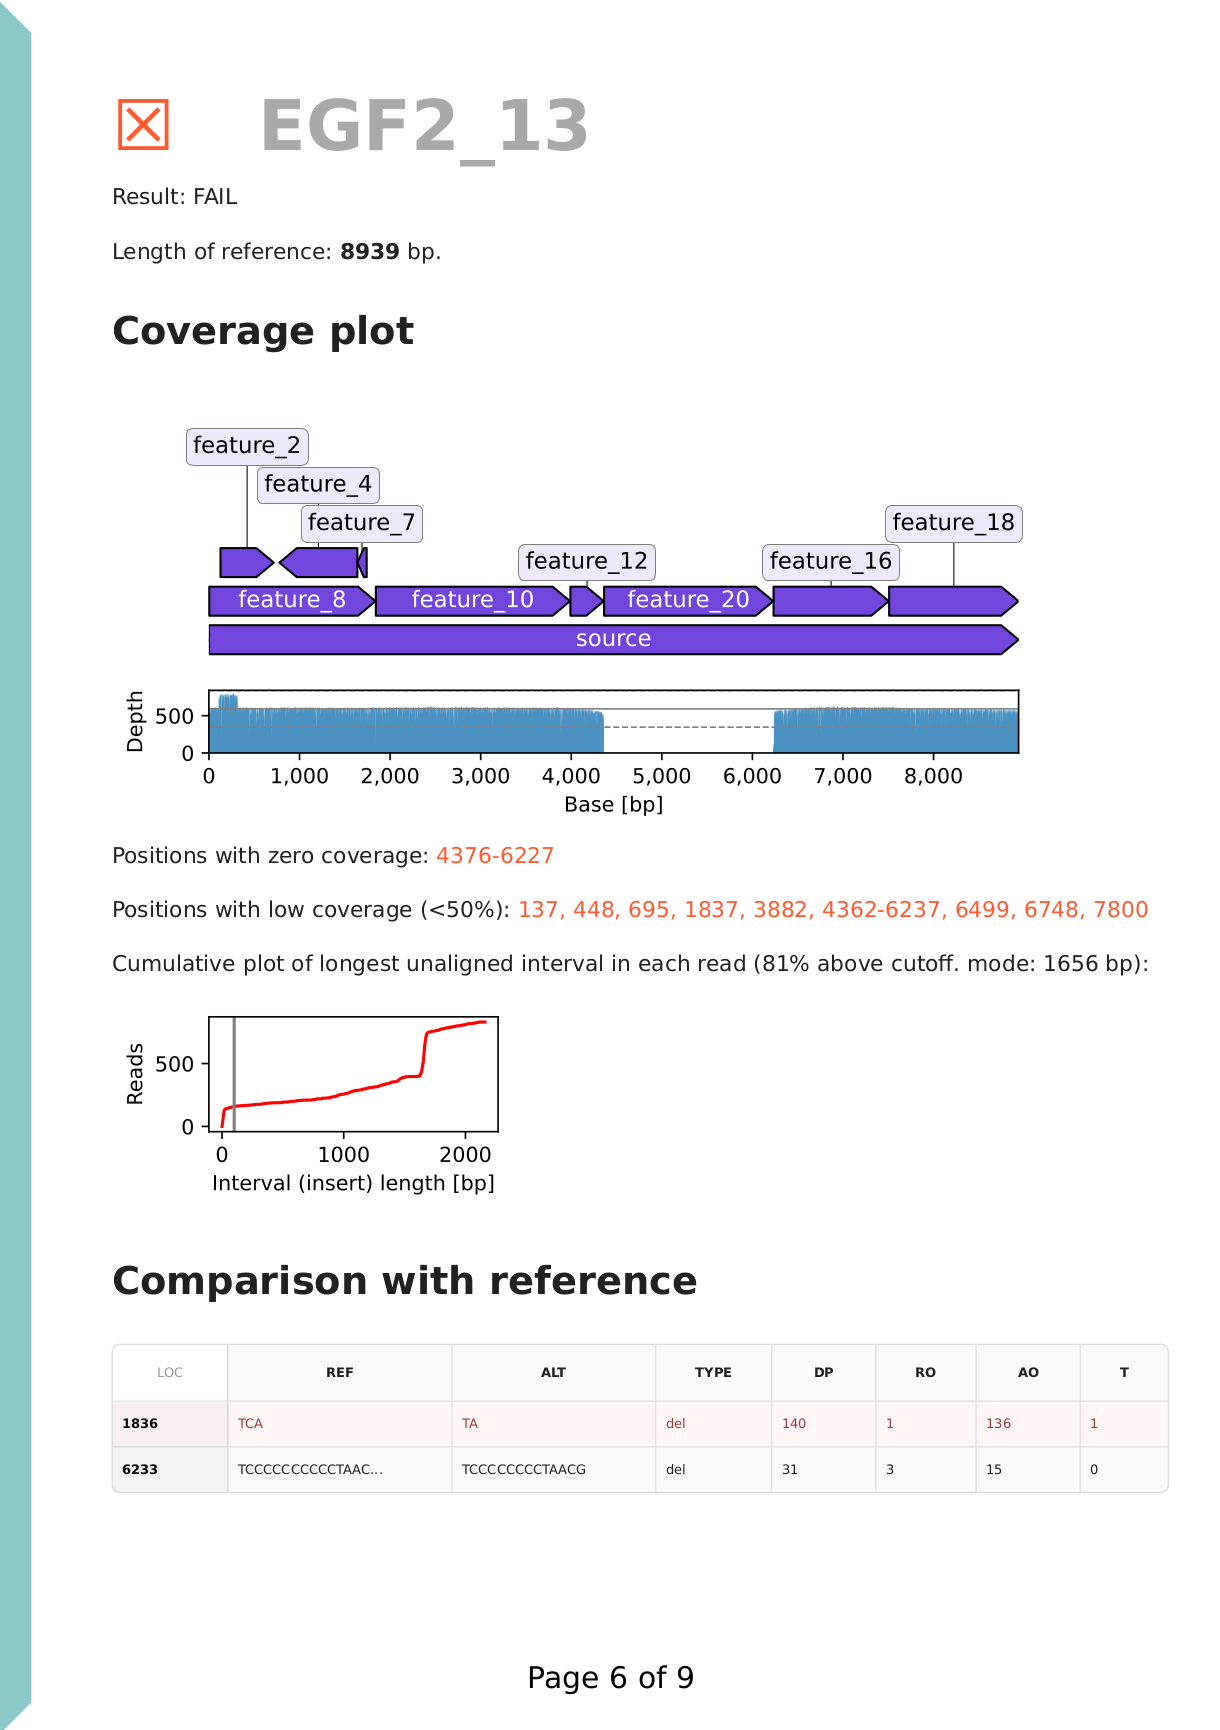 ☒ EGF2_13
Result: FAIL
Length of reference: 8939 bp.
Coverage plot
feature_2
feature_4
feature_7
feature_18
feature_12
feature_16
feature_8
feature_10
feature_20
source
Depth
500
0
0 1,000 2,000 3,000 4,000 5,000 6,000 7,000 8,000
Base [bp]
Positions with zero coverage: 4376-6227
Positions with low coverage (<50%): 137, 448, 695, 1837, 3882, 4362-6237, 6499, 6748, 7800
Cumulative plot of longest unaligned interval in each read (81% above cutoff. mode: 1656 bp):
Reads
500
0
0 1000 2000
Interval (insert) length [bp]
Comparison with reference
LOC REF ALT TYPE DP RO AO T
1836 TCA TA del 140 1 136 1
6233 TCCCCCCCCCCTAAC... TCCCCCCCCTAACG del 31 3 15 0
Page 6 of 9